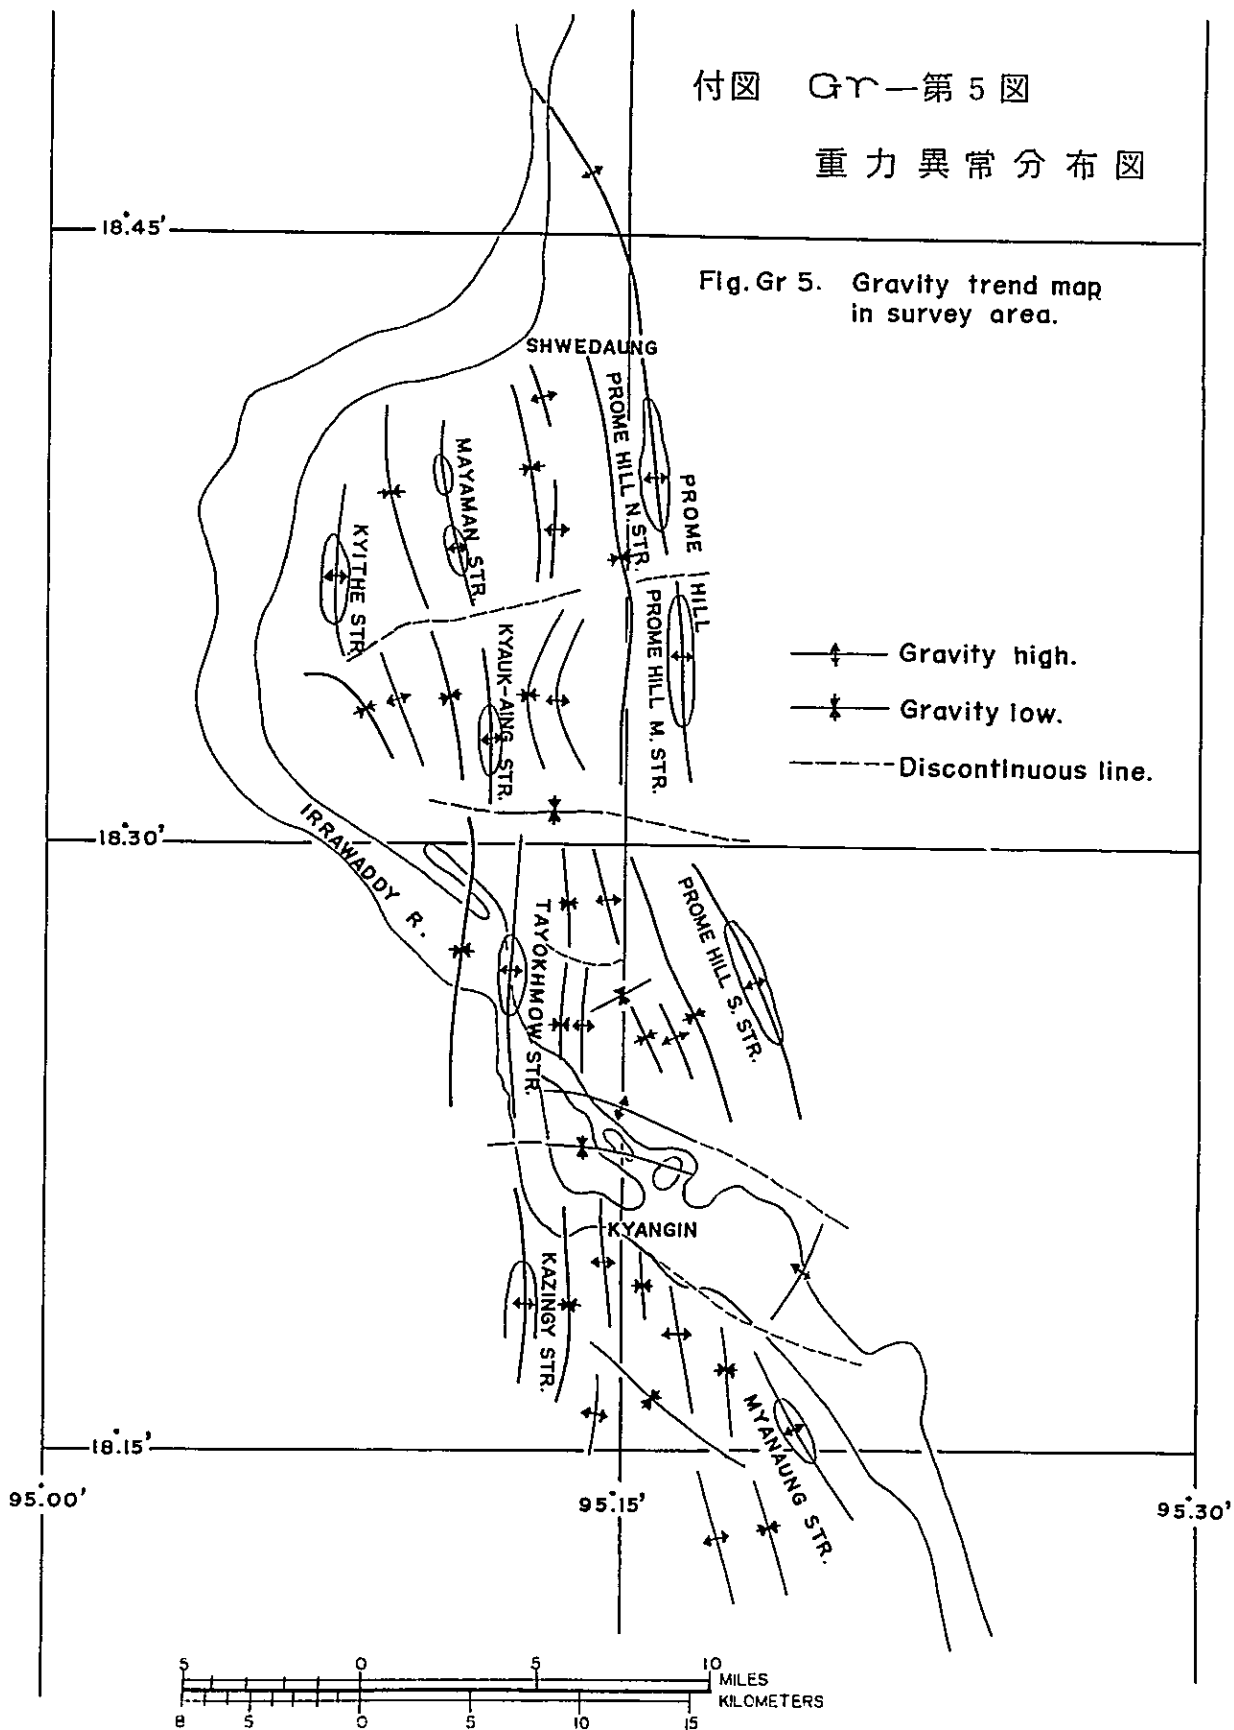 付図 Gr—第5図
重力異常分布図
18°45'
Fig. Gr 5. Gravity trend map
in survey area.
SHWEDAUNG
PROME HILL N. STR.
MAYAMAN STR.
PROME HILL
KYITHE STR.
KYAUK-AING STR.
PROME HILL M. STR.
Gravity high.
Gravity low.
Discontinuous line.
18°30'
IRRAWADDY R.
TAYOKHMOW STR.
PROME HILL S. STR.
KYANGIN
KAZINGY STR.
MYANAUNG STR.
18°15'
95°00'
95°15'
95°30'
5 0 5 10 MILES
8 5 0 5 10 15 KILOMETERS